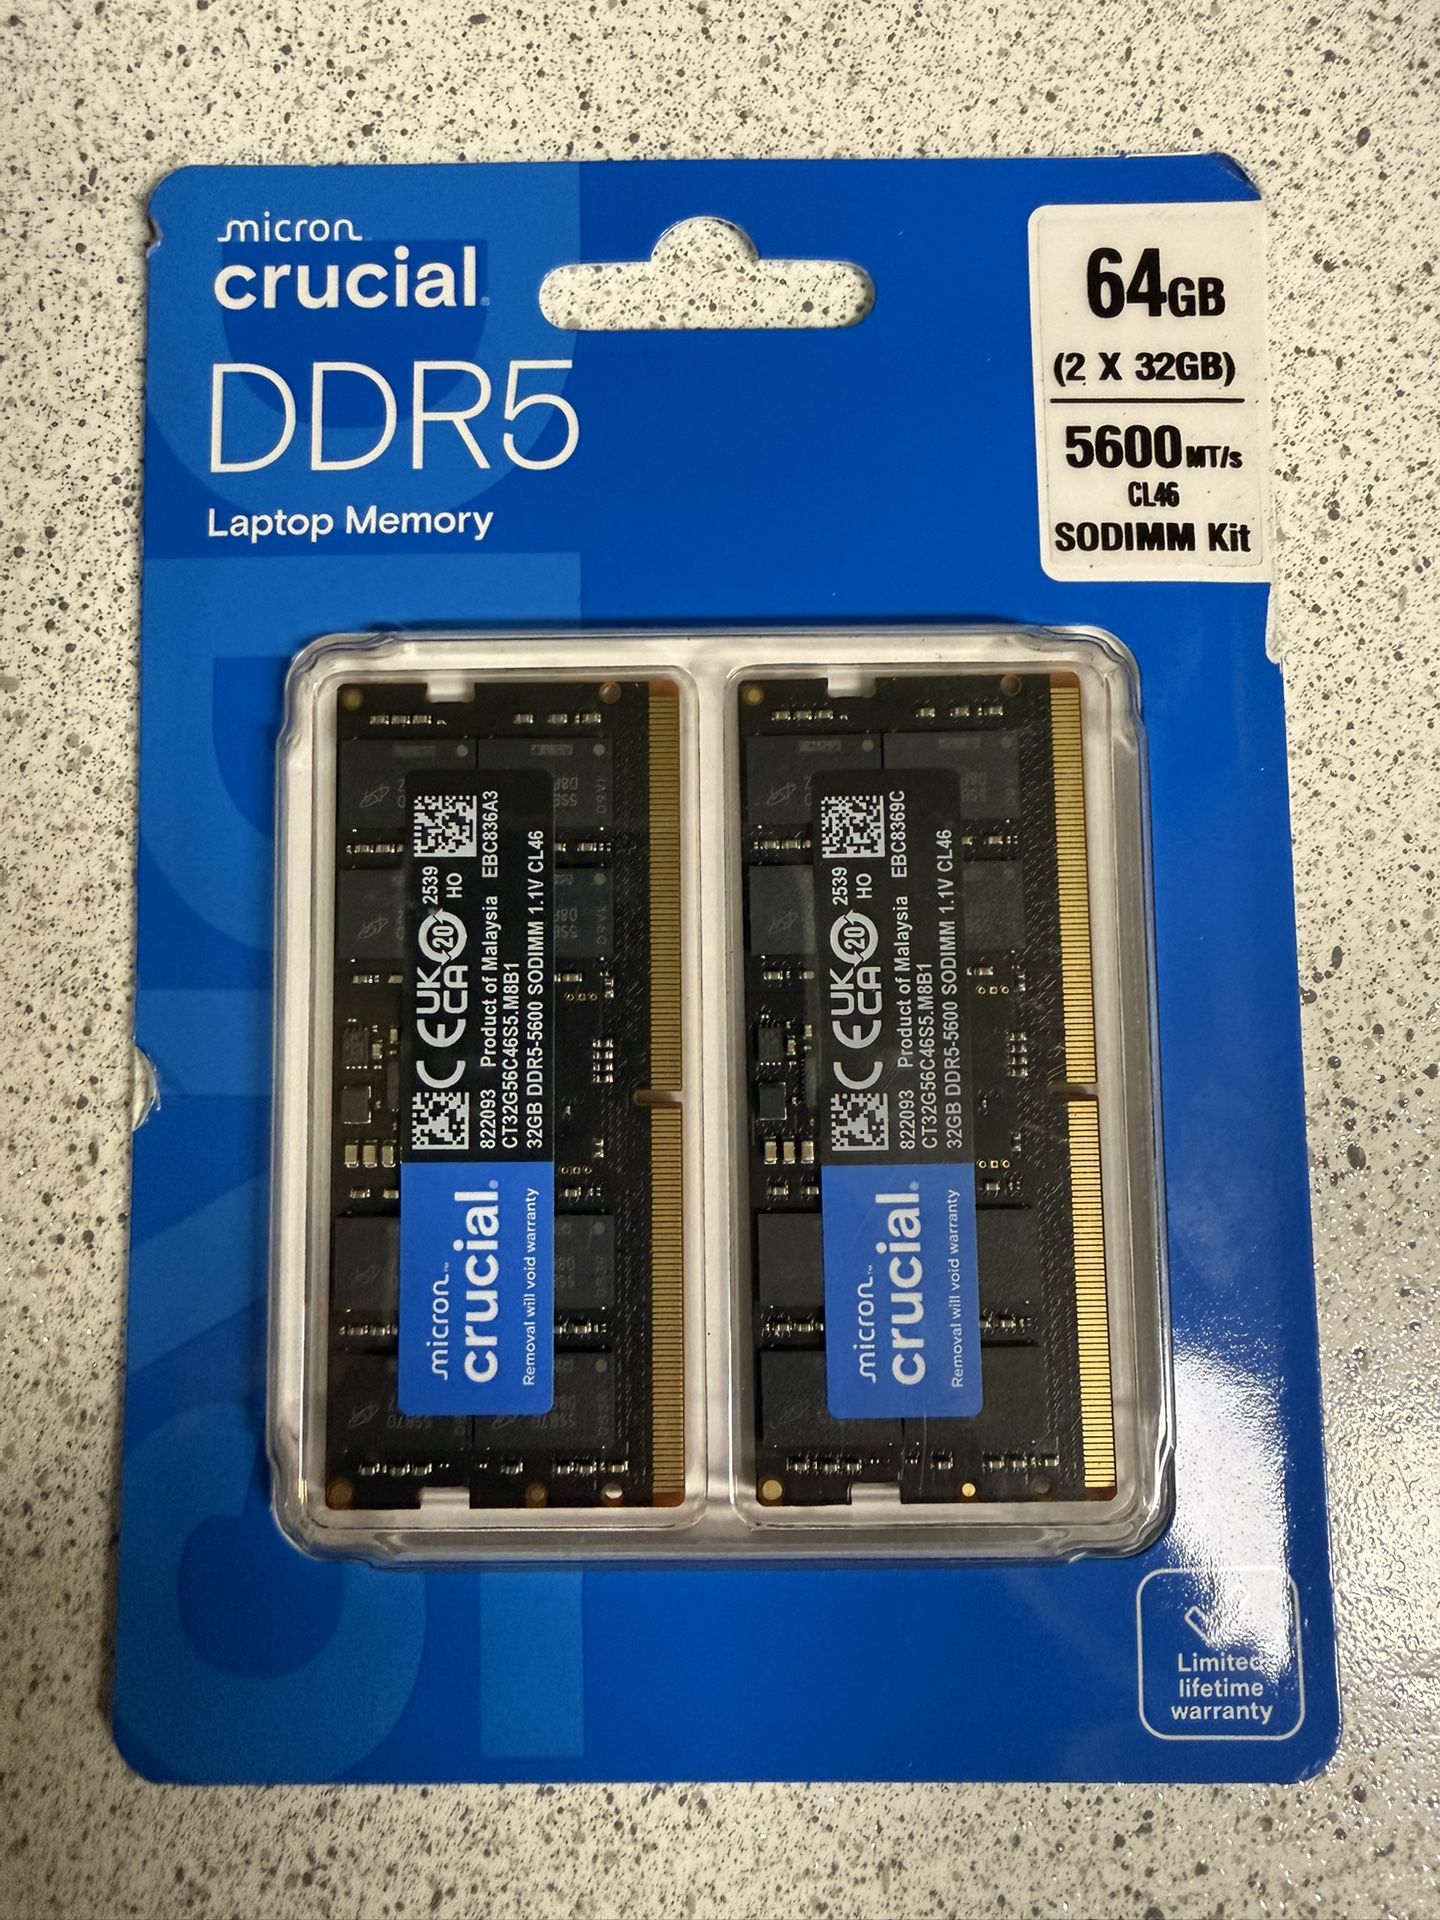 micron
crucial
DDR5
Laptop Memory
64GB
(2 X 32GB)
5600MT/s
CL46
SODIMM Kit
CE UK CA 20 2539
HO
822093 Product of Malaysia EBC836A3
CT32G56C46S5.M8B1
32GB DDR5-5600 SODIMM 1.1V CL46
micron™
crucial®
Removal will void warranty
CE UK CA 20 2539
HO
822093 Product of Malaysia EBC8369C
CT32G56C46S5.M8B1
32GB DDR5-5600 SODIMM 1.1V CL46
micron™
crucial®
Removal will void warranty
Limited
lifetime
warranty